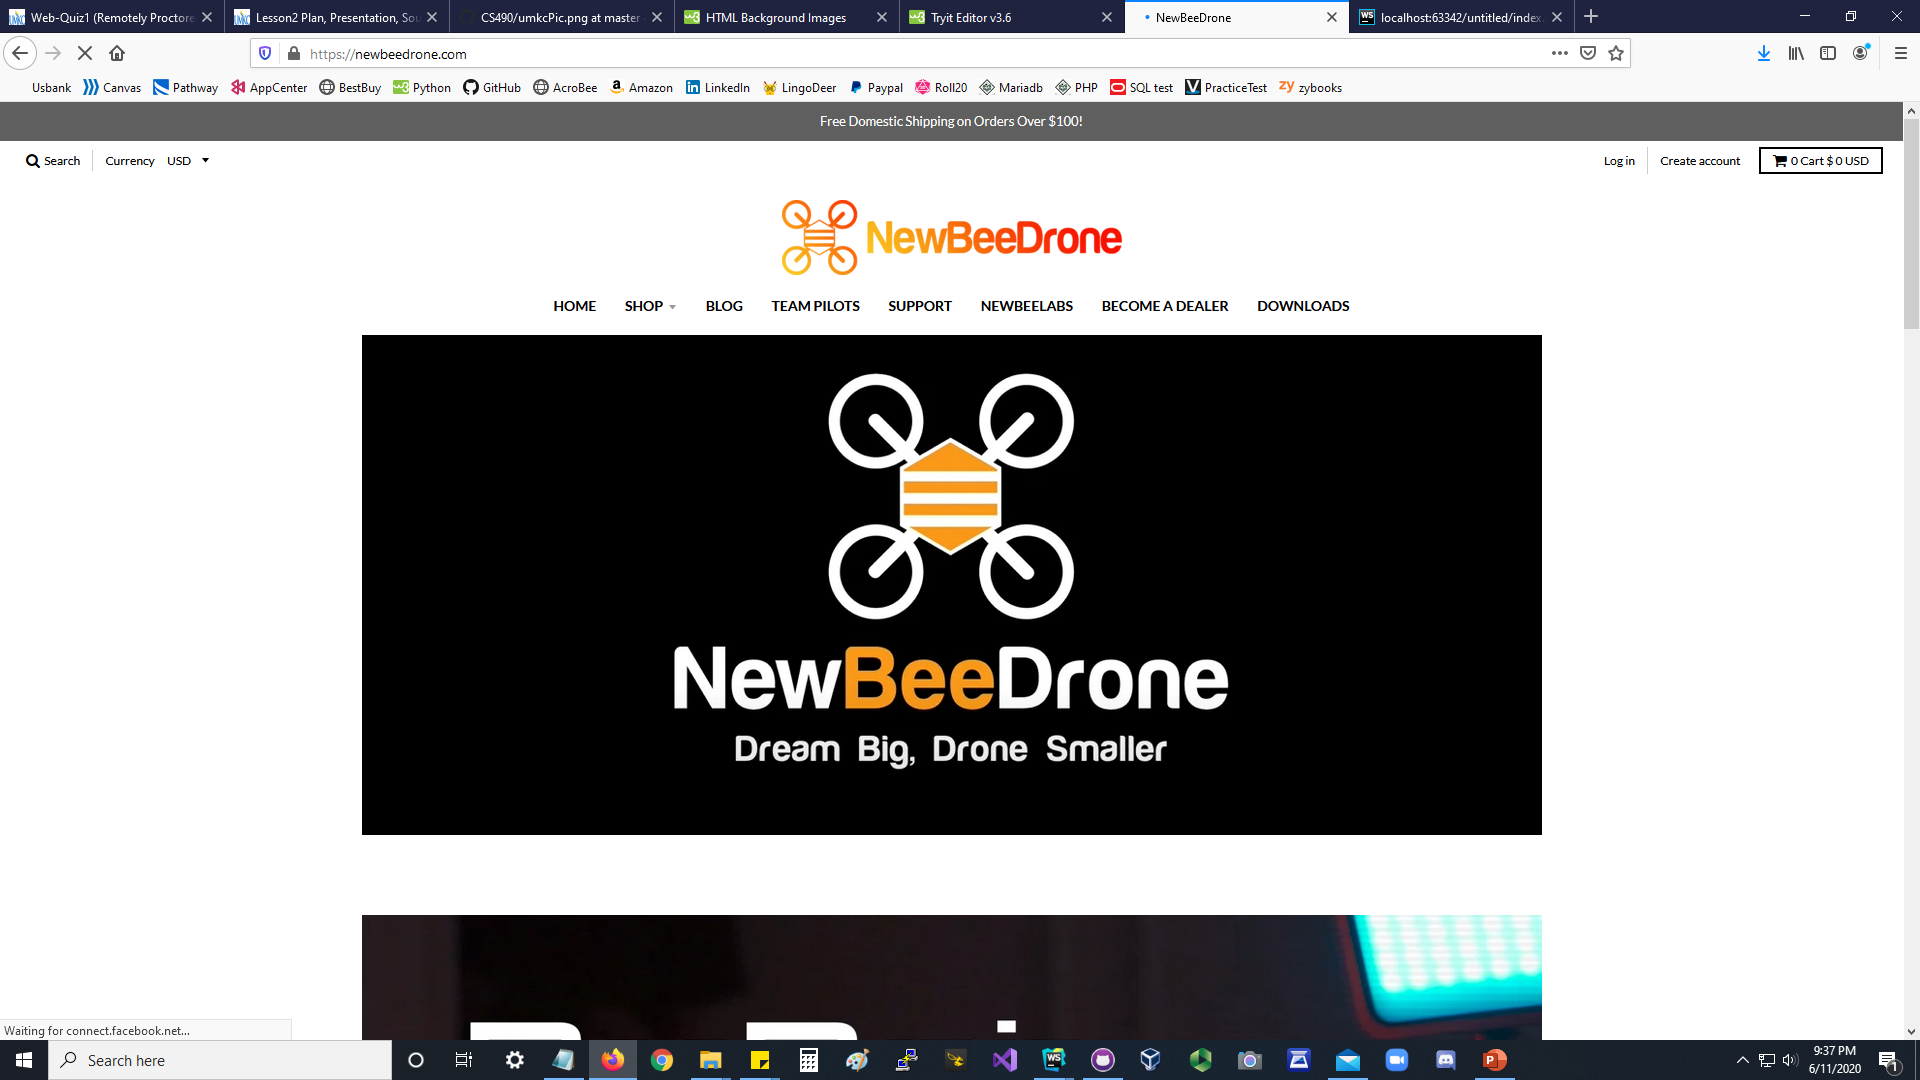 Web-Quiz1 (Remotely Proctore
Lesson2 Plan, Presentation, Sou
CS490/umkcPic.png at master
HTML Background Images
Tryit Editor v3.6
NewBeeDrone
localhost:63342/untitled/index.
https://newbeedrone.com
Usbank
Canvas
Pathway
AppCenter
BestBuy
Python
GitHub
AcroBee
Amazon
LinkedIn
LingoDeer
Paypal
Roll20
Mariadb
PHP
SQL test
PracticeTest
zybooks
Free Domestic Shipping on Orders Over $100!
Search
Currency USD
Log in
Create account
0 Cart $ 0 USD
NewBeeDrone
HOME
SHOP
BLOG
TEAM PILOTS
SUPPORT
NEWBEELABS
BECOME A DEALER
DOWNLOADS
NewBeeDrone
Dream Big, Drone Smaller
Waiting for connect.facebook.net...
Search here
9:37 PM
6/11/2020